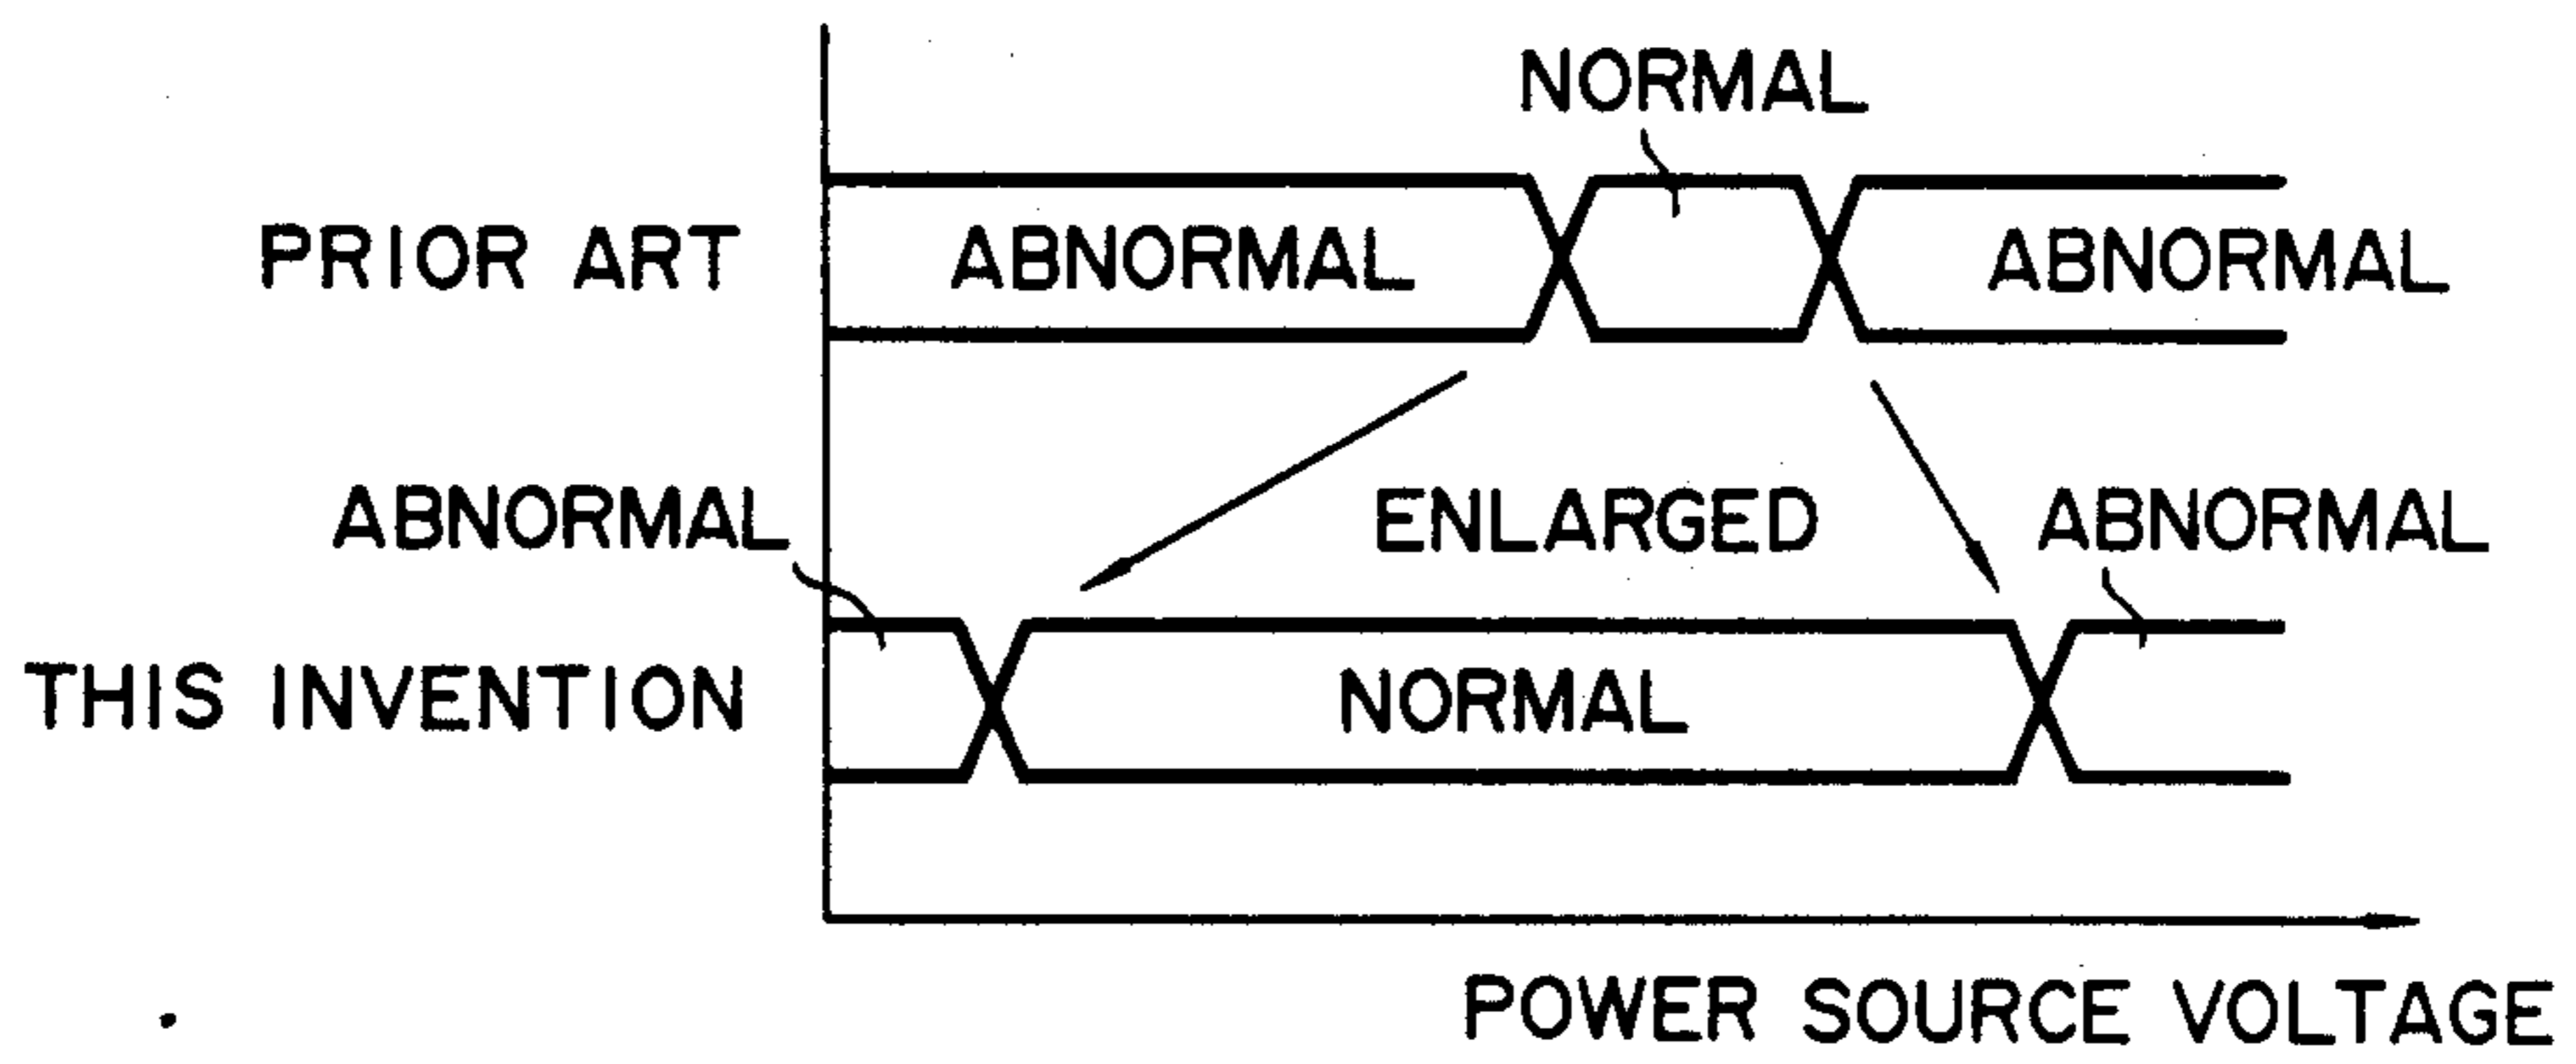 NORMAL
PRIOR ART
ABNORMAL
ABNORMAL
ABNORMAL
ENLARGED
ABNORMAL
THIS INVENTION
NORMAL
POWER SOURCE VOLTAGE